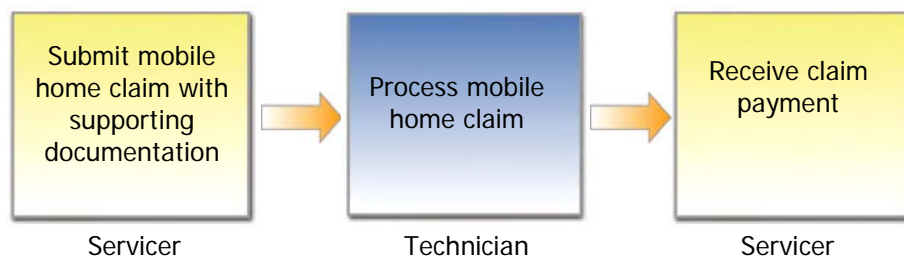 Submit mobile
home claim with
supporting
documentation
Process mobile
home claim
Receive claim
payment
Servicer
Technician
Servicer